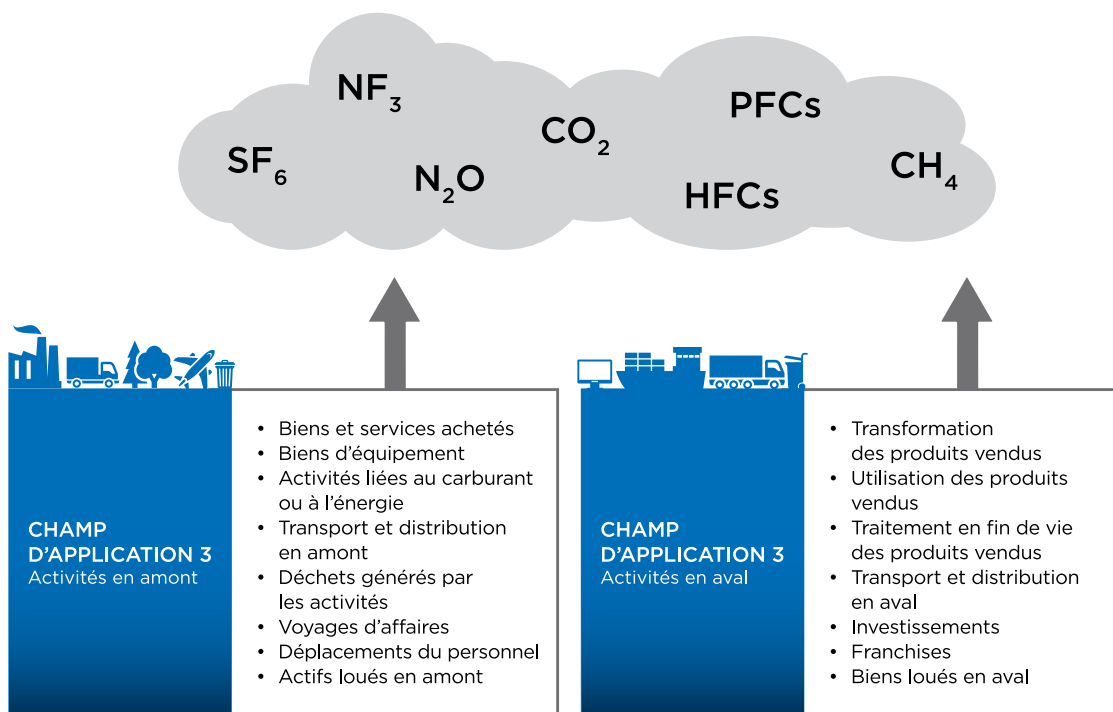 NF₃
PFCs
CO₂
SF₆
N₂O
CH₄
HFCs
CHAMP
D'APPLICATION 3
Activités en amont
• Biens et services achetés
• Biens d'équipement
• Activités liées au carburant
ou à l'énergie
• Transport et distribution
en amont
• Déchets générés par
les activités
• Voyages d'affaires
• Déplacements du personnel
• Actifs loués en amont
CHAMP
D'APPLICATION 3
Activités en aval
• Transformation
des produits vendus
• Utilisation des produits
vendus
• Traitement en fin de vie
des produits vendus
• Transport et distribution
en aval
• Investissements
• Franchises
• Biens loués en aval